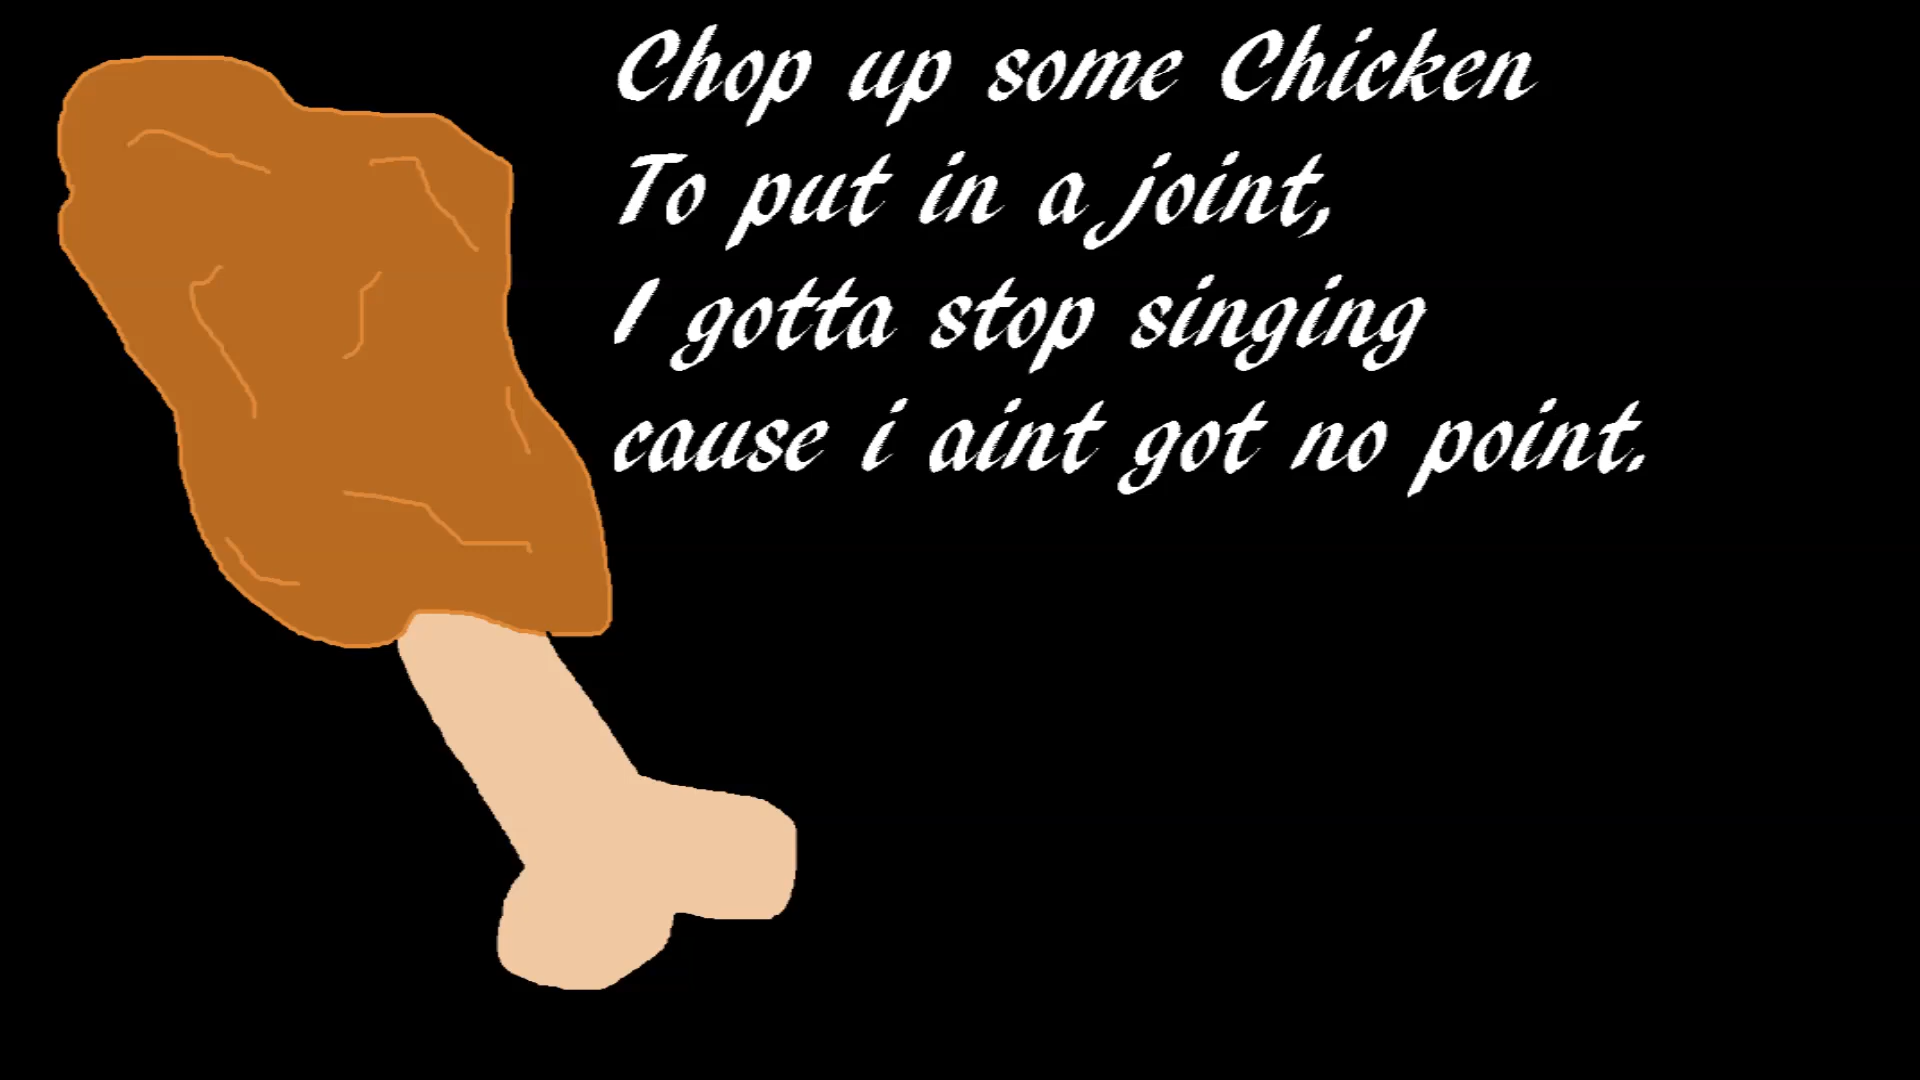 Chop up some Chicken
To put in a joint,
I gotta stop singing
cause i aint got no point.